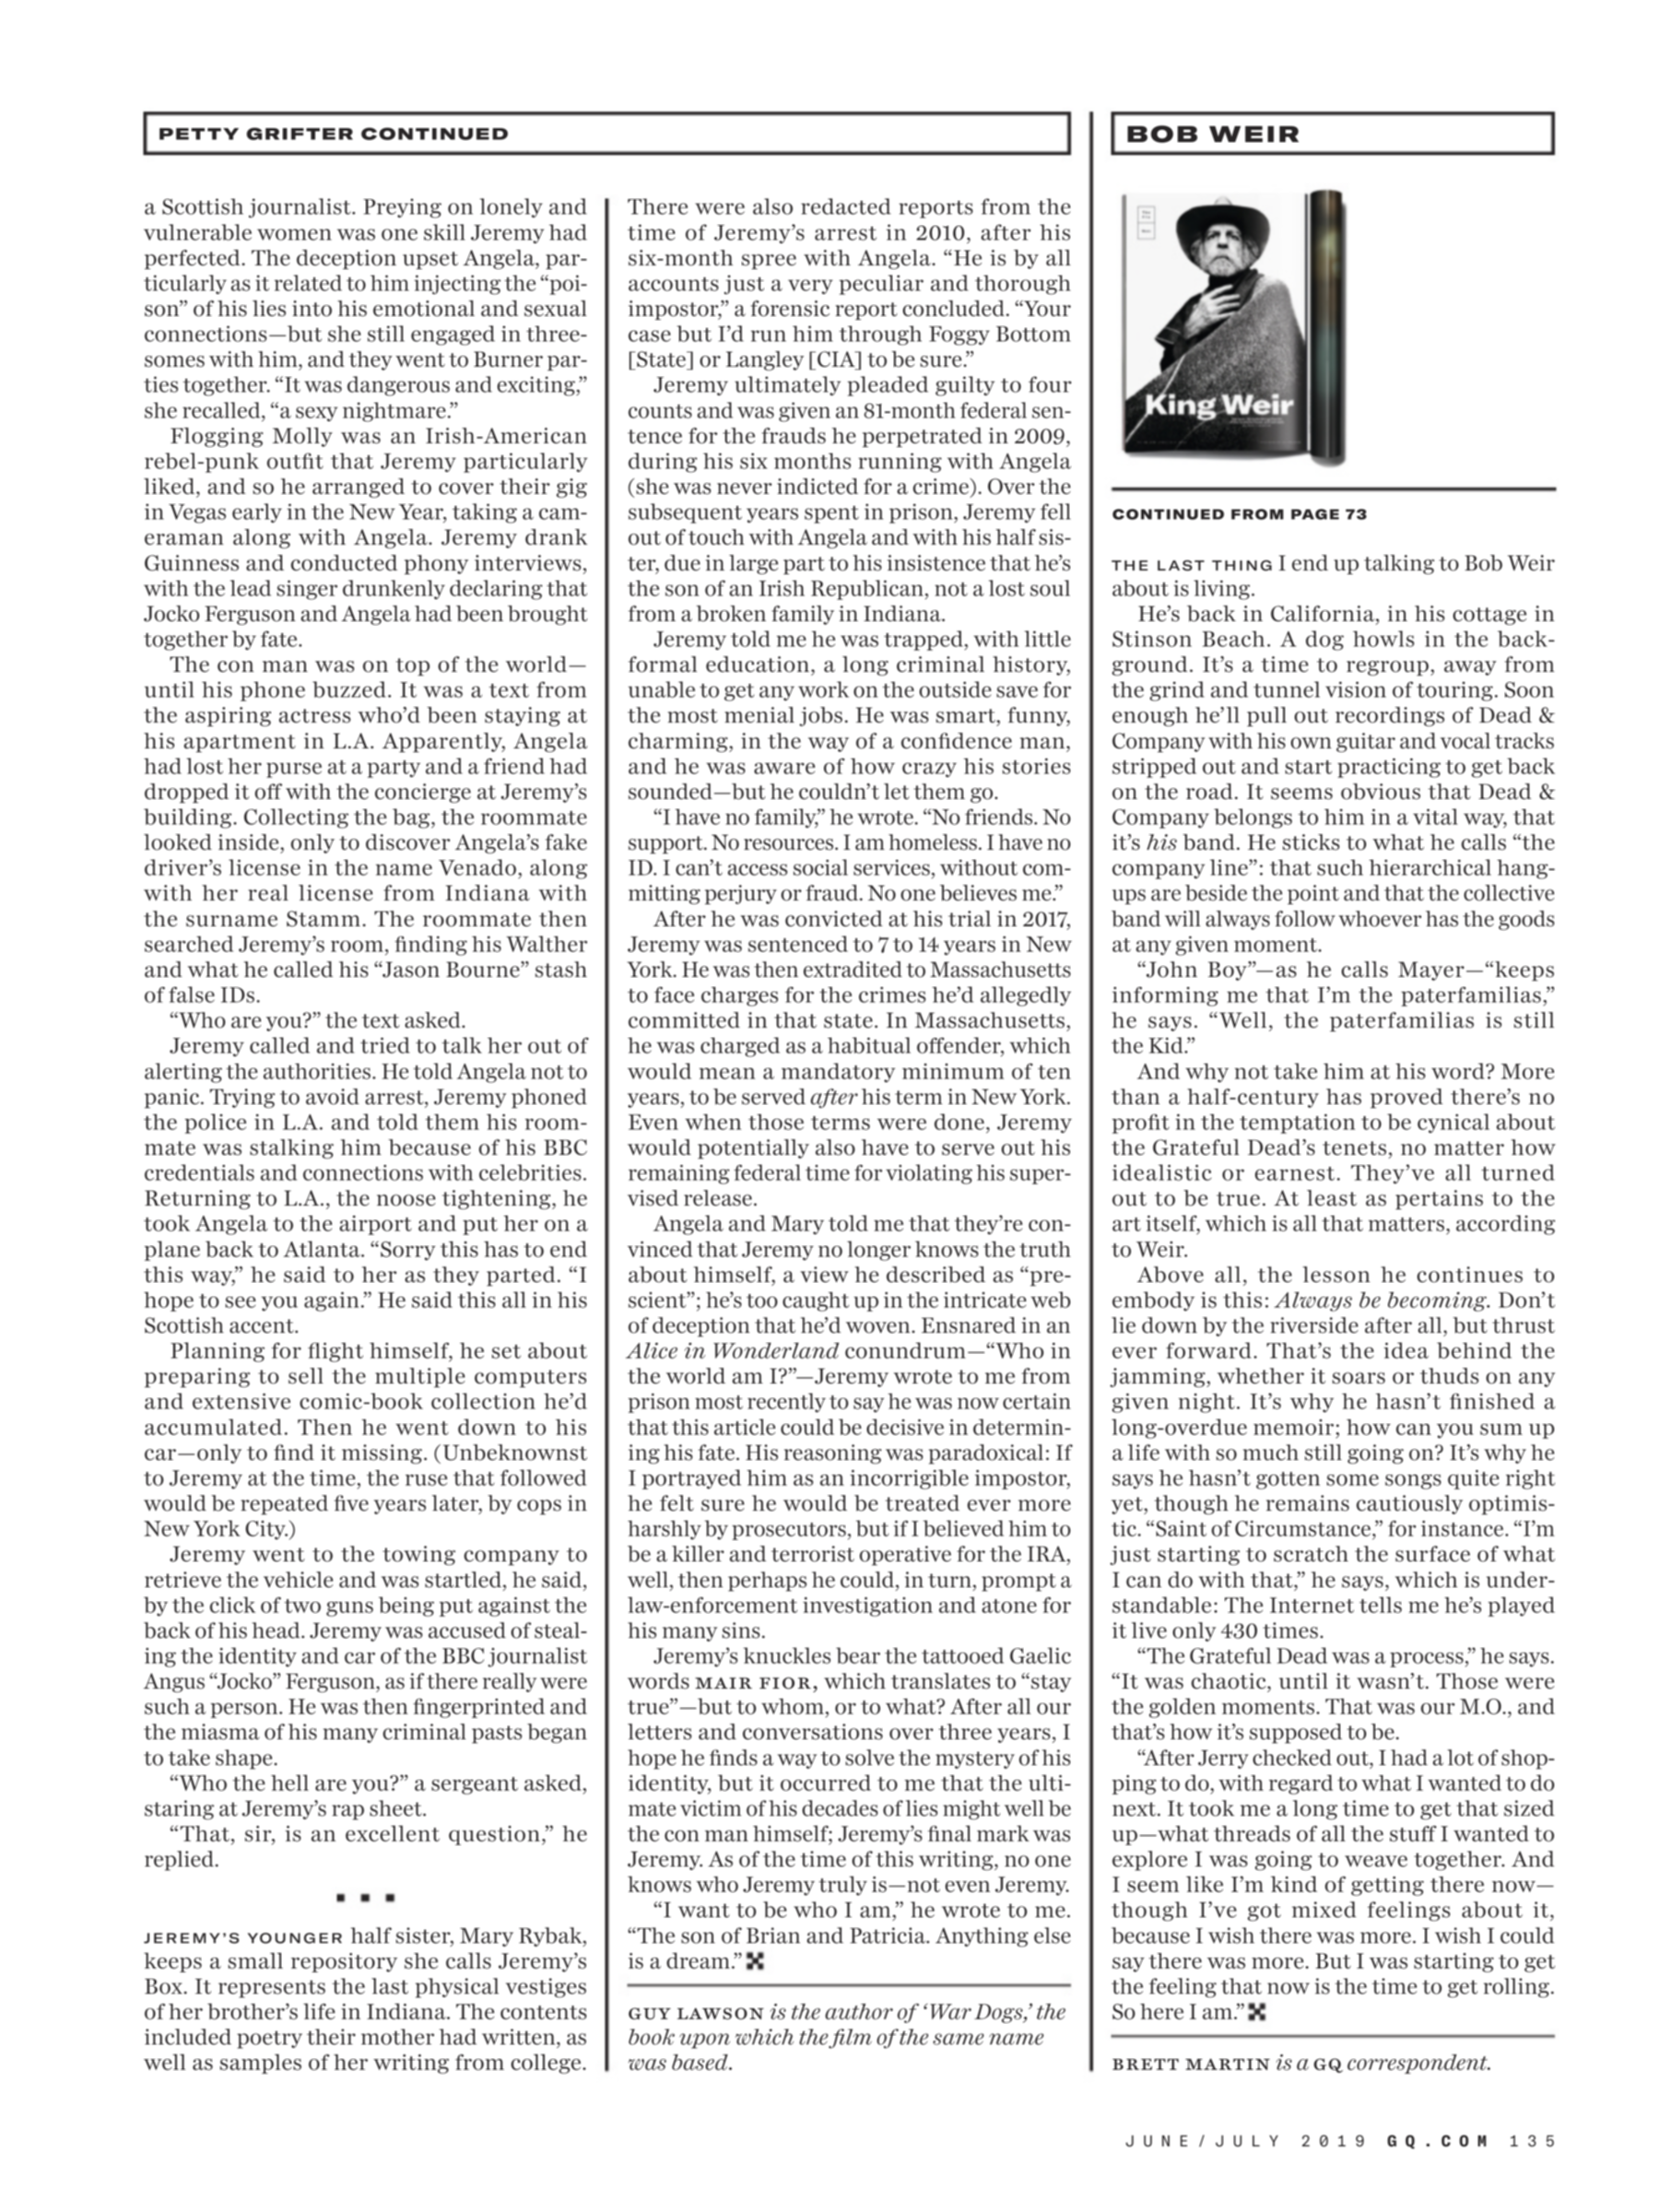 PETTY GRIFTER CONTINUED
a Scottish journalist. Preying on lonely and
vulnerable women was one skill Jeremy had
perfected. The deception upset Angela, par-
ticularly as it related to him injecting the “poi-
son” of his lies into his emotional and sexual
connections—but she still engaged in three-
somes with him, and they went to Burner par-
ties together. “It was dangerous and exciting,”
she recalled, “a sexy nightmare.”
Flogging Molly was an Irish-American
rebel-punk outfit that Jeremy particularly
liked, and so he arranged to cover their gig
in Vegas early in the New Year, taking a cam-
eraman along with Angela. Jeremy drank
Guinness and conducted phony interviews,
with the lead singer drunkenly declaring that
Jocko Ferguson and Angela had been brought
together by fate.
The con man was on top of the world—
until his phone buzzed. It was a text from
the aspiring actress who’d been staying at
his apartment in L.A. Apparently, Angela
had lost her purse at a party and a friend had
dropped it off with the concierge at Jeremy’s
building. Collecting the bag, the roommate
looked inside, only to discover Angela’s fake
driver’s license in the name Venado, along
with her real license from Indiana with
the surname Stamm. The roommate then
searched Jeremy’s room, finding his Walther
and what he called his “Jason Bourne” stash
of false IDs.
“Who are you?” the text asked.
Jeremy called and tried to talk her out of
alerting the authorities. He told Angela not to
panic. Trying to avoid arrest, Jeremy phoned
the police in L.A. and told them his room-
mate was stalking him because of his BBC
credentials and connections with celebrities.
Returning to L.A., the noose tightening, he
took Angela to the airport and put her on a
plane back to Atlanta. “Sorry this has to end
this way,” he said to her as they parted. “I
hope to see you again.” He said this all in his
Scottish accent.
Planning for flight himself, he set about
preparing to sell the multiple computers
and extensive comic-book collection he’d
accumulated. Then he went down to his
car—only to find it missing. (Unbeknownst
to Jeremy at the time, the ruse that followed
would be repeated five years later, by cops in
New York City.)
Jeremy went to the towing company to
retrieve the vehicle and was startled, he said,
by the click of two guns being put against the
back of his head. Jeremy was accused of steal-
ing the identity and car of the BBC journalist
Angus “Jocko” Ferguson, as if there really were
such a person. He was then fingerprinted and
the miasma of his many criminal pasts began
to take shape.
“Who the hell are you?” a sergeant asked,
staring at Jeremy’s rap sheet.
“That, sir, is an excellent question,” he
replied.
JEREMY’S YOUNGER half sister, Mary Rybak,
keeps a small repository she calls Jeremy’s
Box. It represents the last physical vestiges
of her brother’s life in Indiana. The contents
included poetry their mother had written, as
well as samples of her writing from college.
There were also redacted reports from the
time of Jeremy’s arrest in 2010, after his
six-month spree with Angela. “He is by all
accounts just a very peculiar and thorough
impostor,” a forensic report concluded. “Your
case but I’d run him through Foggy Bottom
[State] or Langley [CIA] to be sure.”
Jeremy ultimately pleaded guilty to four
counts and was given an 81-month federal sen-
tence for the frauds he perpetrated in 2009,
during his six months running with Angela
(she was never indicted for a crime). Over the
subsequent years spent in prison, Jeremy fell
out of touch with Angela and with his half sis-
ter, due in large part to his insistence that he’s
the son of an Irish Republican, not a lost soul
from a broken family in Indiana.
Jeremy told me he was trapped, with little
formal education, a long criminal history,
unable to get any work on the outside save for
the most menial jobs. He was smart, funny,
charming, in the way of a confidence man,
and he was aware of how crazy his stories
sounded—but he couldn’t let them go.
“I have no family,” he wrote. “No friends. No
support. No resources. I am homeless. I have no
ID. I can’t access social services, without com-
mitting perjury or fraud. No one believes me.”
After he was convicted at his trial in 2017,
Jeremy was sentenced to 7 to 14 years in New
York. He was then extradited to Massachusetts
to face charges for the crimes he’d allegedly
committed in that state. In Massachusetts,
he was charged as a habitual offender, which
would mean a mandatory minimum of ten
years, to be served after his term in New York.
Even when those terms were done, Jeremy
would potentially also have to serve out his
remaining federal time for violating his super-
vised release.
Angela and Mary told me that they’re con-
vinced that Jeremy no longer knows the truth
about himself, a view he described as “pre-
scient”; he’s too caught up in the intricate web
of deception that he’d woven. Ensnared in an
Alice in Wonderland conundrum—“Who in
the world am I?”—Jeremy wrote to me from
prison most recently to say he was now certain
that this article could be decisive in determin-
ing his fate. His reasoning was paradoxical: If
I portrayed him as an incorrigible impostor,
he felt sure he would be treated ever more
harshly by prosecutors, but if I believed him to
be a killer and terrorist operative for the IRA,
well, then perhaps he could, in turn, prompt a
law-enforcement investigation and atone for
his many sins.
Jeremy’s knuckles bear the tattooed Gaelic
words MAIR FIOR, which translates to “stay
true”—but to whom, or to what? After all our
letters and conversations over three years, I
hope he finds a way to solve the mystery of his
identity, but it occurred to me that the ulti-
mate victim of his decades of lies might well be
the con man himself; Jeremy’s final mark was
Jeremy. As of the time of this writing, no one
knows who Jeremy truly is—not even Jeremy.
“I want to be who I am,” he wrote to me.
“The son of Brian and Patricia. Anything else
is a dream.”
GUY LAWSON is the author of ‘War Dogs,’ the
book upon which the film of the same name
was based.
BOB WEIR
King Weir
CONTINUED FROM PAGE 73
THE LAST THING I end up talking to Bob Weir
about is living.
He’s back in California, in his cottage in
Stinson Beach. A dog howls in the back-
ground. It’s a time to regroup, away from
the grind and tunnel vision of touring. Soon
enough he’ll pull out recordings of Dead &
Company with his own guitar and vocal tracks
stripped out and start practicing to get back
on the road. It seems obvious that Dead &
Company belongs to him in a vital way, that
it’s his band. He sticks to what he calls “the
company line”: that such hierarchical hang-
ups are beside the point and that the collective
band will always follow whoever has the goods
at any given moment.
“John Boy”—as he calls Mayer—“keeps
informing me that I’m the paterfamilias,”
he says. “Well, the paterfamilias is still
the Kid.”
And why not take him at his word? More
than a half-century has proved there’s no
profit in the temptation to be cynical about
the Grateful Dead’s tenets, no matter how
idealistic or earnest. They’ve all turned
out to be true. At least as pertains to the
art itself, which is all that matters, according
to Weir.
Above all, the lesson he continues to
embody is this: Always be becoming. Don’t
lie down by the riverside after all, but thrust
ever forward. That’s the idea behind the
jamming, whether it soars or thuds on any
given night. It’s why he hasn’t finished a
long-overdue memoir; how can you sum up
a life with so much still going on? It’s why he
says he hasn’t gotten some songs quite right
yet, though he remains cautiously optimis-
tic. “Saint of Circumstance,” for instance. “I’m
just starting to scratch the surface of what
I can do with that,” he says, which is under-
standable: The Internet tells me he’s played
it live only 430 times.
“The Grateful Dead was a process,” he says.
“It was chaotic, until it wasn’t. Those were
the golden moments. That was our M.O., and
that’s how it’s supposed to be.
“After Jerry checked out, I had a lot of shop-
ping to do, with regard to what I wanted to do
next. It took me a long time to get that sized
up—what threads of all the stuff I wanted to
explore I was going to weave together. And
I seem like I’m kind of getting there now—
though I’ve got mixed feelings about it,
because I wish there was more. I wish I could
say there was more. But I was starting to get
the feeling that now is the time to get rolling.
So here I am.”
BRETT MARTIN is a GQ correspondent.
JUNE/JULY 2019 GQ.COM 135